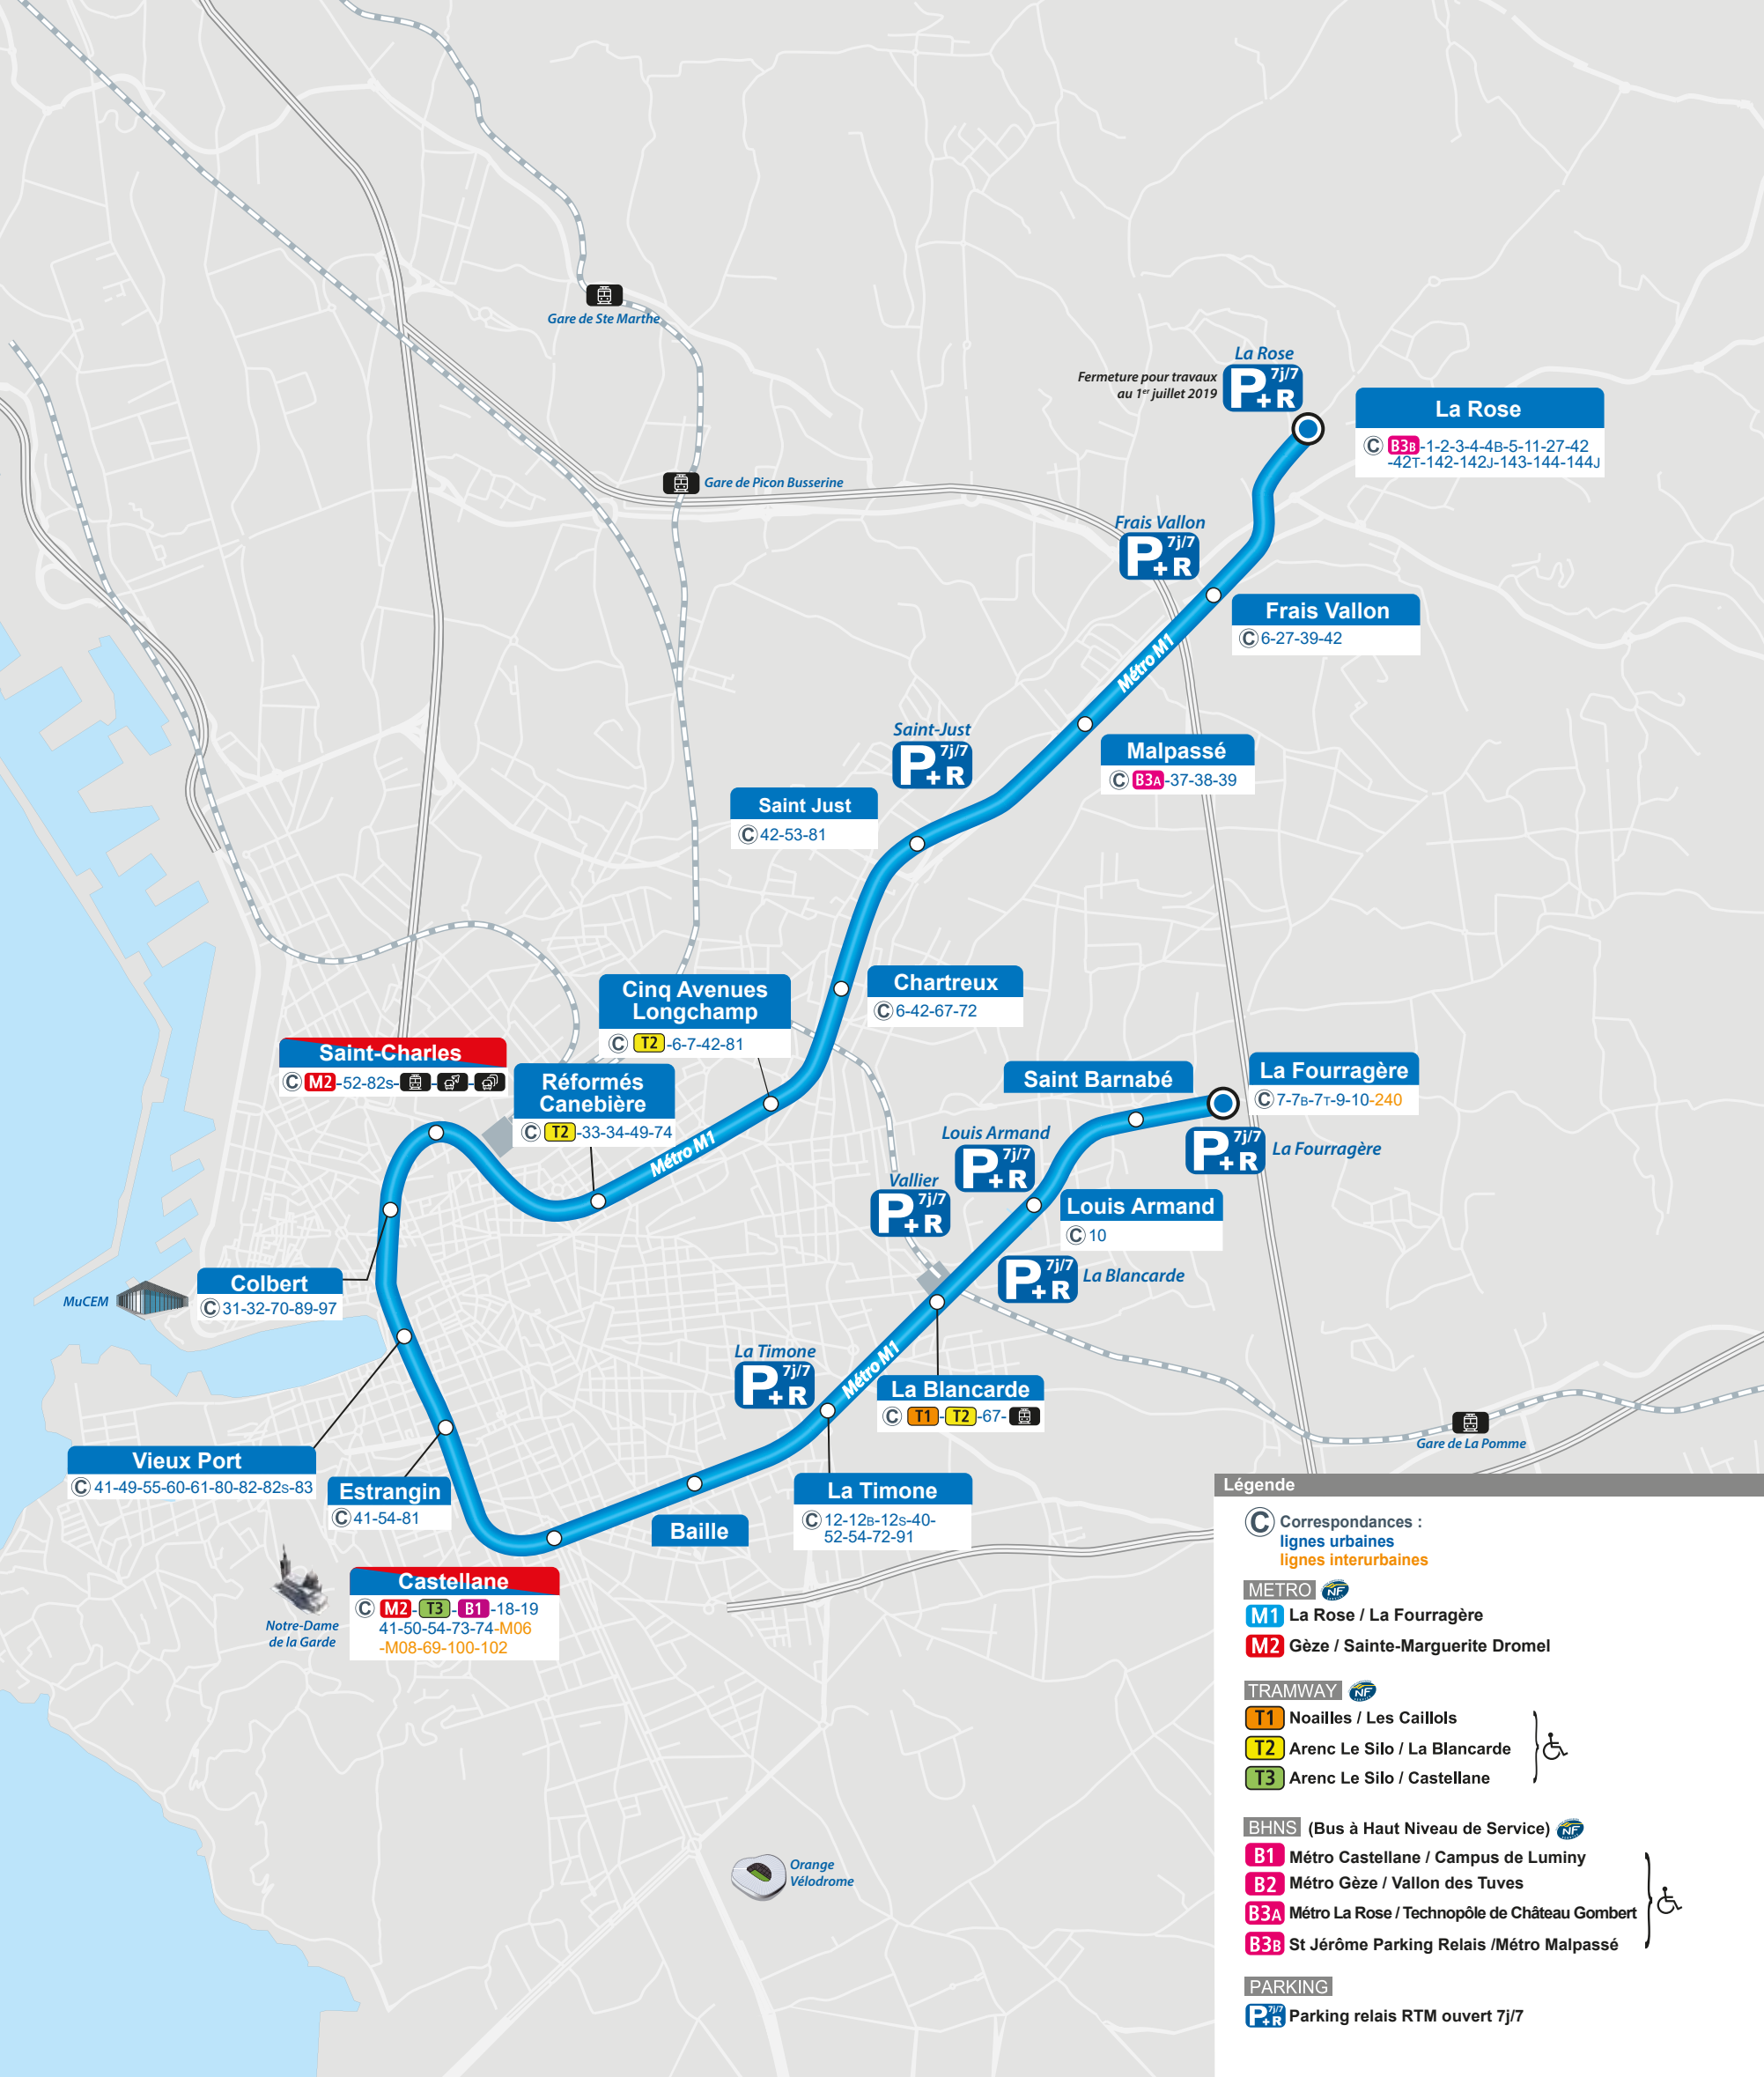 Gare de Ste Marthe
La Rose
Fermeture pour travaux
au 1er juillet 2019
P+R 7j/7
La Rose
C B3B-1-2-3-4-4B-5-11-27-42
-42T-142-142J-143-144-144J
Gare de Picon Busserine
Frais Vallon
P+R 7j/7
Frais Vallon
C 6-27-39-42
Métro M1
Saint-Just
P+R 7j/7
Malpassé
C B3A-37-38-39
Saint Just
C 42-53-81
Chartreux
C 6-42-67-72
Cinq Avenues
Longchamp
C T2-6-7-42-81
Saint-Charles
C M2-52-82s-
Réformés
Canebière
C T2-33-34-49-74
Métro M1
Saint Barnabé
La Fourragère
C 7-7B-7T-9-10-240
P+R 7j/7
La Fourragère
Louis Armand
P+R 7j/7
Vallier
P+R 7j/7
Louis Armand
C 10
P+R 7j/7
La Blancarde
Colbert
C 31-32-70-89-97
MuCEM
La Timone
P+R 7j/7
Métro M1
La Blancarde
C T1-T2-67-
Gare de La Pomme
Vieux Port
C 41-49-55-60-61-80-82-82s-83
Estrangin
C 41-54-81
Baille
La Timone
C 12-12B-12S-40-
52-54-72-91
Castellane
C M2-T3-B1-18-19
41-50-54-73-74-M06
-M08-69-100-102
Notre-Dame
de la Garde
Orange
Vélodrome
Légende
C Correspondances :
lignes urbaines
lignes interurbaines
METRO NF
M1 La Rose / La Fourragère
M2 Gèze / Sainte-Marguerite Dromel
TRAMWAY NF
T1 Noailles / Les Caillols
T2 Arenc Le Silo / La Blancarde
T3 Arenc Le Silo / Castellane
BHNS (Bus à Haut Niveau de Service) NF
B1 Métro Castellane / Campus de Luminy
B2 Métro Gèze / Vallon des Tuves
B3A Métro La Rose / Technopôle de Château Gombert
B3B St Jérôme Parking Relais /Métro Malpassé
PARKING
P+R 7j/7 Parking relais RTM ouvert 7j/7